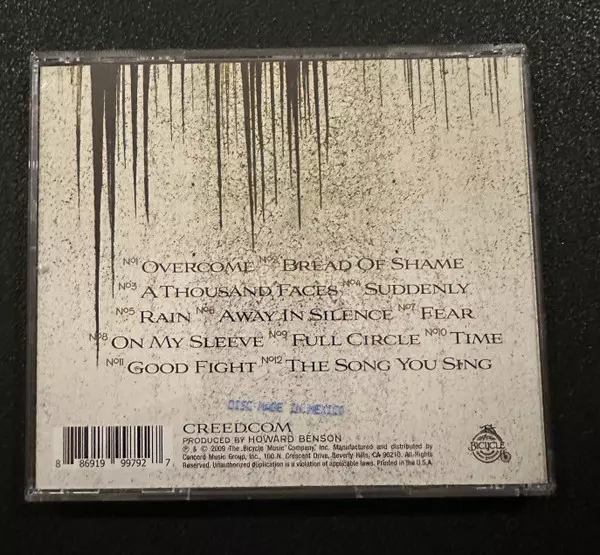 No1 OVERCOME No2 BREAD OF SHAME
No3 A THOUSAND FACES No4 SUDDENLY
No5 RAIN No6 AWAY IN SILENCE No7 FEAR
No8 ON MY SLEEVE No9 FULL CIRCLE No10 TIME
No11 GOOD FIGHT No12 THE SONG YOU SING
DISC MADE IN MEXICO
CREED.COM
PRODUCED BY HOWARD BENSON
℗ & © 2009 The Bicycle Music Company, Inc. Manufactured and distributed by
Concord Music Group, Inc., 100 N. Crescent Drive, Beverly Hills, CA 90210. All Rights
Reserved. Unauthorized duplication is a violation of applicable laws. Printed in the U.S.A.
8 86919 99792 7
BICYCLE